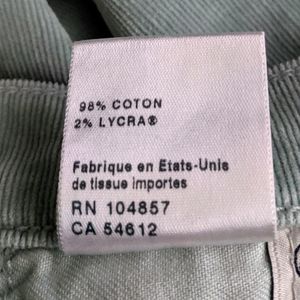 98% COTON
2% LYCRA®
Fabrique en Etats-Unis
de tissue importes
RN 104857
CA 54612